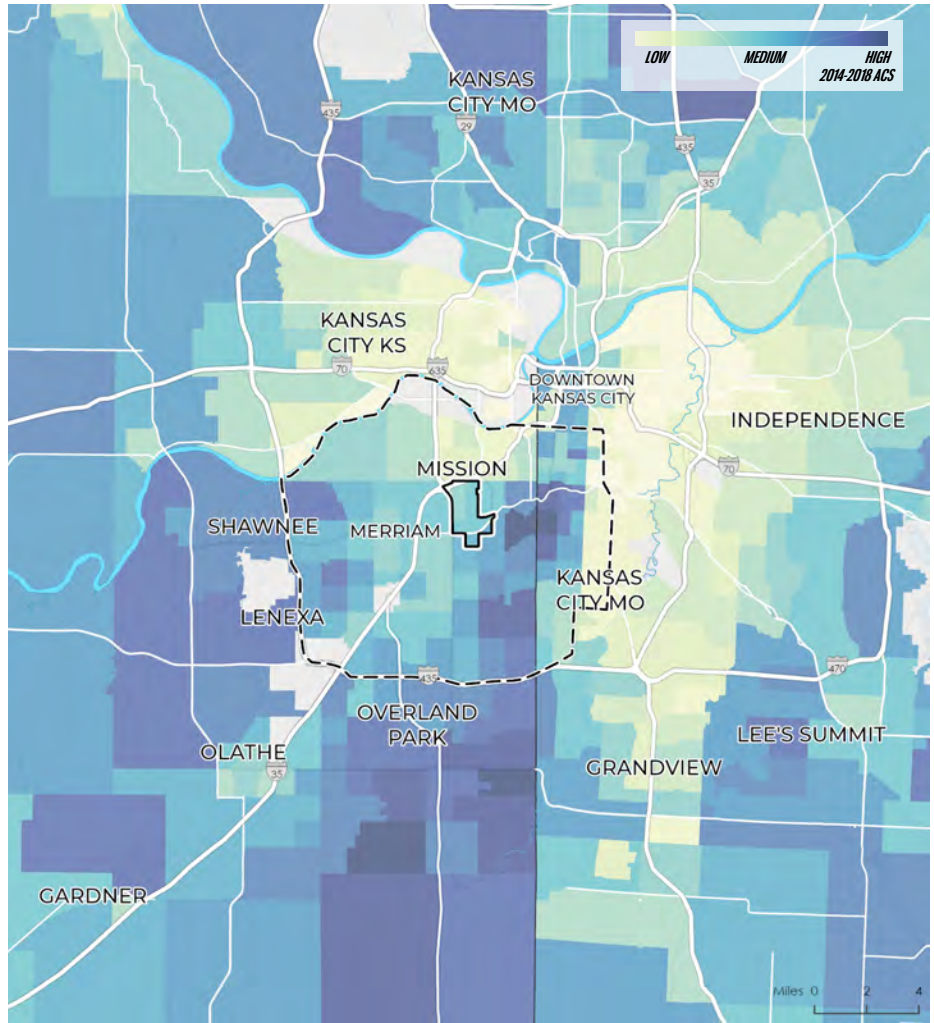 LOW MEDIUM HIGH
2014-2018 ACS
KANSAS
CITY MO
435
29
435
35
KANSAS
CITY KS
70
635
DOWNTOWN
KANSAS CITY
INDEPENDENCE
MISSION
70
SHAWNEE
MERRIAM
KANSAS
CITY MO
LENEXA
470
435
OVERLAND
PARK
LEE'S SUMMIT
OLATHE
35
GRANDVIEW
GARDNER
Miles 0 2 4